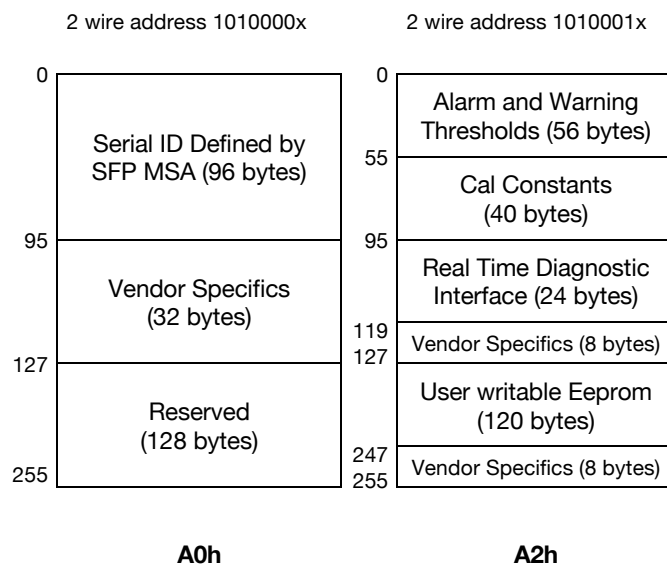 2 wire address 1010000x
0
Serial ID Defined by
SFP MSA (96 bytes)
95
Vendor Specifics
(32 bytes)
127
Reserved
(128 bytes)
255
A0h
2 wire address 1010001x
0
Alarm and Warning
Thresholds (56 bytes)
55
Cal Constants
(40 bytes)
95
Real Time Diagnostic
Interface (24 bytes)
119
Vendor Specifics (8 bytes)
127
User writable Eeprom
(120 bytes)
247
Vendor Specifics (8 bytes)
255
A2h